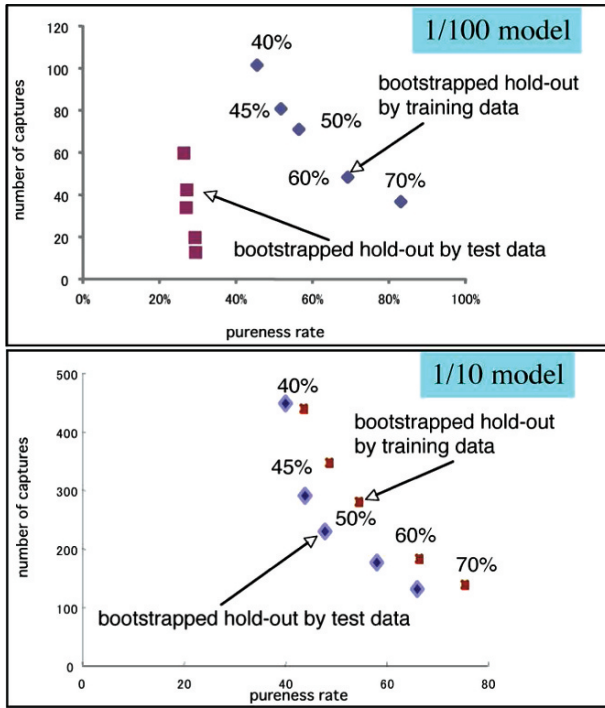 1/100 model
number of captures
120
100
80
60
40
20
0
0%
20%
40%
60%
80%
100%
pureness rate
40%
45%
50%
60%
70%
bootstrapped hold-out
by training data
bootstrapped hold-out by test data
1/10 model
number of captures
500
400
300
200
100
0
0
20
40
60
80
pureness rate
40%
45%
50%
60%
70%
bootstrapped hold-out
by training data
bootstrapped hold-out by test data